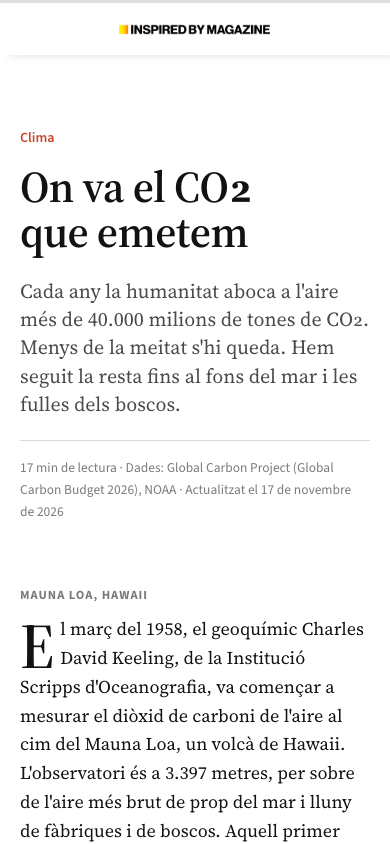 INSPIRED BY MAGAZINE
Clima
On va el CO2
que emetem
Cada any la humanitat aboca a l'aire
més de 40.000 milions de tones de CO2.
Menys de la meitat s'hi queda. Hem
seguit la resta fins al fons del mar i les
fulles dels boscos.
17 min de lectura · Dades: Global Carbon Project (Global
Carbon Budget 2026), NOAA · Actualitzat el 17 de novembre
de 2026
MAUNA LOA, HAWAII
El març del 1958, el geoquímic Charles
David Keeling, de la Institució
Scripps d'Oceanografia, va començar a
mesurar el diòxid de carboni de l'aire al
cim del Mauna Loa, un volcà de Hawaii.
L'observatori és a 3.397 metres, per sobre
de l'aire més brut de prop del mar i lluny
de fàbriques i de boscos. Aquell primer